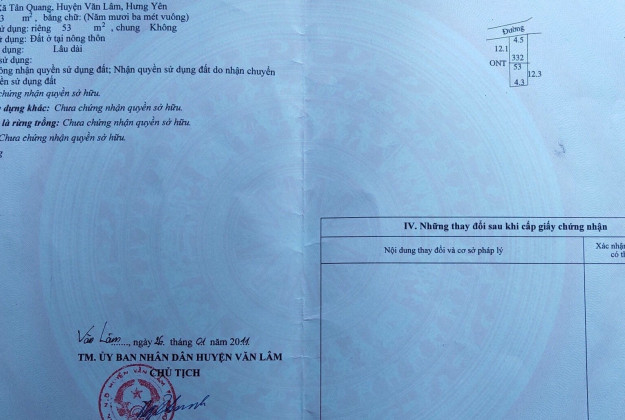 Xã Tân Quang, Huyện Văn Lâm, Hưng Yên
3 m², bằng chữ: (Năm mươi ba mét vuông)
sử dụng: riêng 53 m², chung Không
sử dụng: Đất ở tại nông thôn
dụng: Lâu dài
sử dụng:
công nhận quyền sử dụng đất; Nhận quyền sử dụng đất do nhận chuyển
quyền sử dụng đất
chứng nhận quyền sở hữu.
dựng khác: Chưa chứng nhận quyền sở hữu.
là rừng trồng: Chưa chứng nhận quyền sở hữu.
Chưa chứng nhận quyền sở hữu.
Đường
4.5
12.1
332
ONT
53
12.3
4.3
IV. Những thay đổi sau khi cấp giấy chứng nhận
Nội dung thay đổi và cơ sở pháp lý
Xác nhận
có th
Văn Lâm, ngày 26 tháng 01 năm 2011
TM. ỦY BAN NHÂN DÂN HUYỆN VĂN LÂM
CHỦ TỊCH